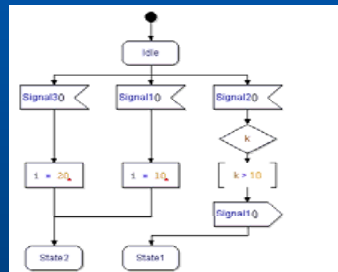 Idle
Signal3() Signal1() Signal2()
k
i = 20; i = 10; k > 10
Signal1()
State2 State1